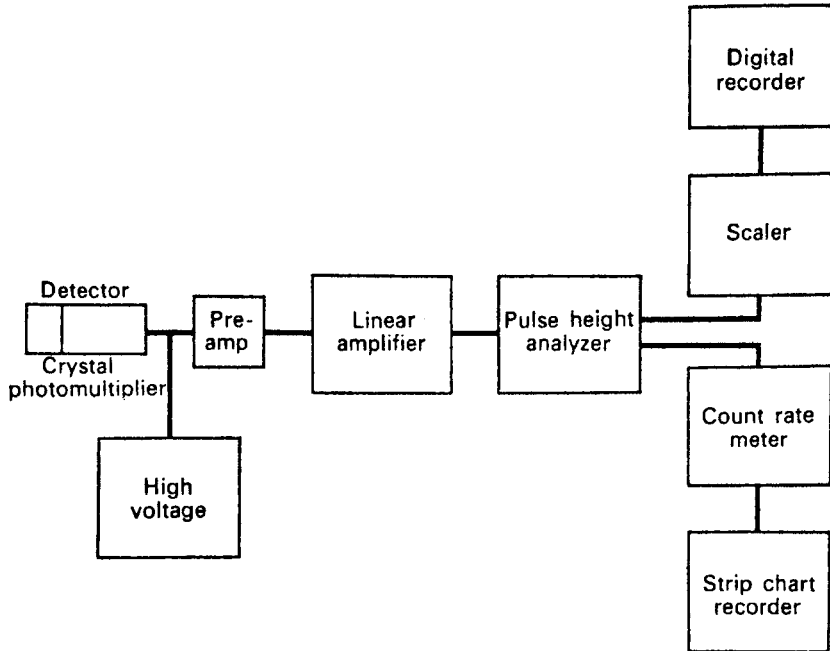 Digital
recorder
Scaler
Detector
Crystal
photomultiplier
Pre-
amp
Linear
amplifier
Pulse height
analyzer
High
voltage
Count rate
meter
Strip chart
recorder